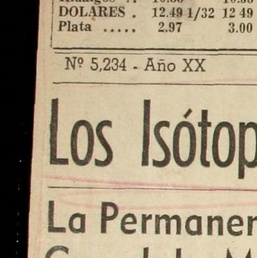 DOLARES . 12.49 1/32 12 49
Plata ..... 2.97 3.00
Nº 5,234 - Año XX
Los Isótop
La Permanen